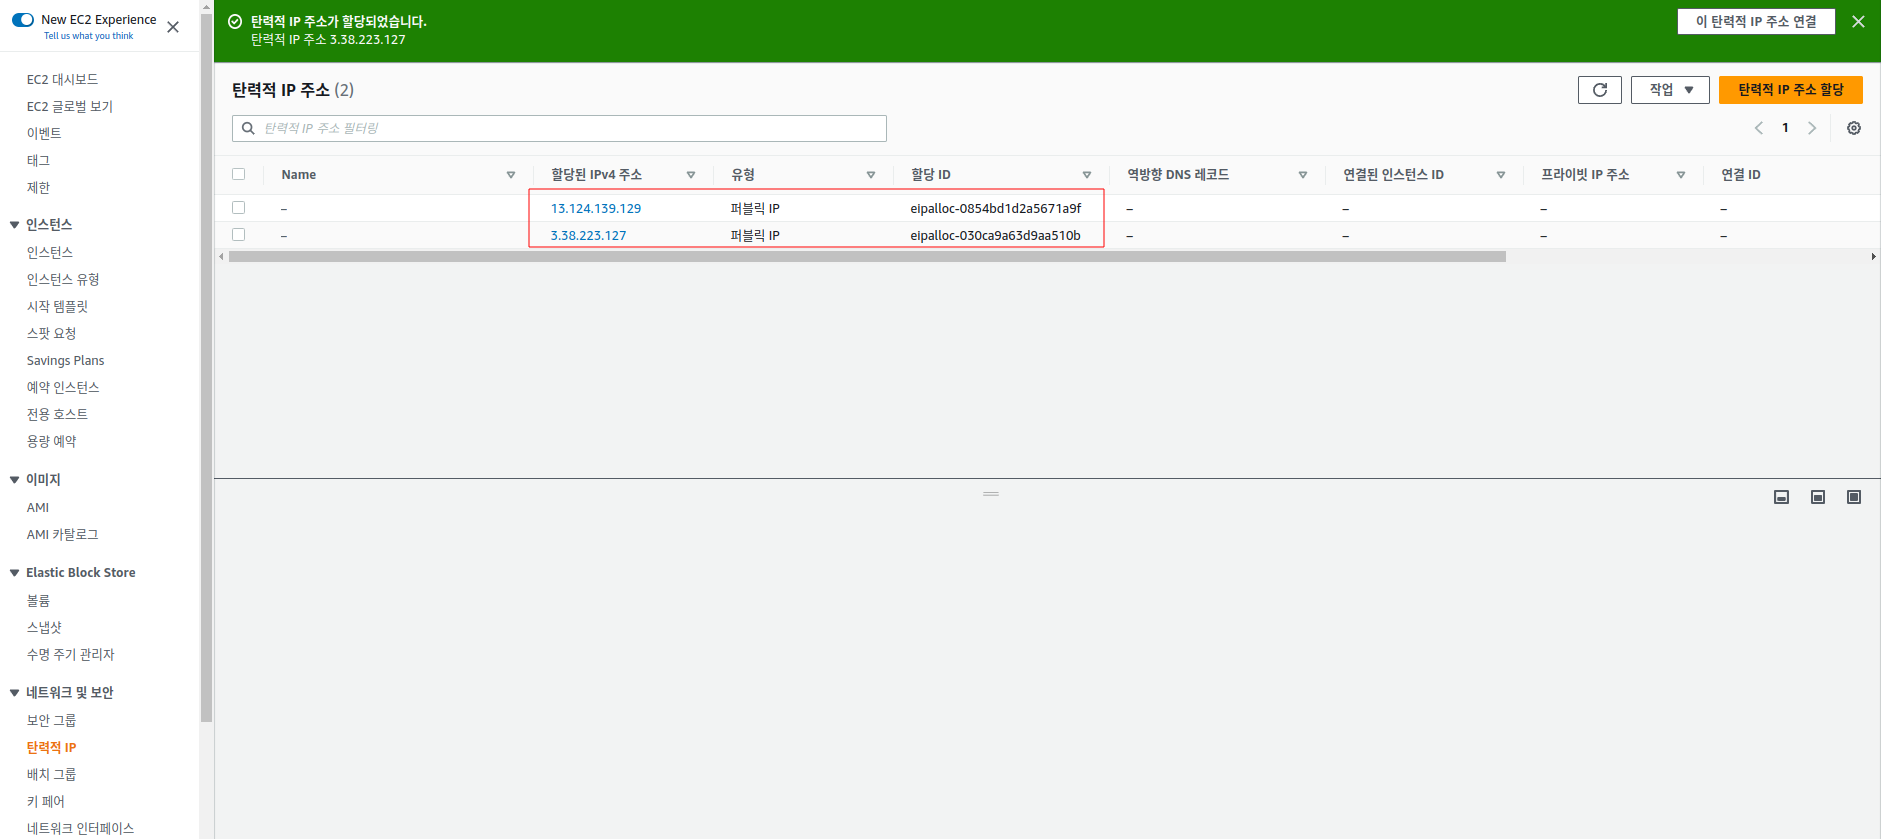 New EC2 Experience
Tell us what you think
EC2 대시보드
EC2 글로벌 보기
이벤트
태그
제한
인스턴스
인스턴스
인스턴스 유형
시작 템플릿
스팟 요청
Savings Plans
예약 인스턴스
전용 호스트
용량 예약
이미지
AMI
AMI 카탈로그
Elastic Block Store
볼륨
스냅샷
수명 주기 관리자
네트워크 및 보안
보안 그룹
탄력적 IP
배치 그룹
키 페어
네트워크 인터페이스
탄력적 IP 주소가 할당되었습니다.
탄력적 IP 주소 3.38.223.127
이 탄력적 IP 주소 연결
탄력적 IP 주소 (2)
작업
탄력적 IP 주소 할당
탄력적 IP 주소 필터링
1
Name 할당된 IPv4 주소 유형 할당 ID 역방향 DNS 레코드 연결된 인스턴스 ID 프라이빗 IP 주소 연결 ID
– 13.124.139.129 퍼블릭 IP eipalloc-0854bd1d2a5671a9f – – – –
– 3.38.223.127 퍼블릭 IP eipalloc-030ca9a63d9aa510b – – – –